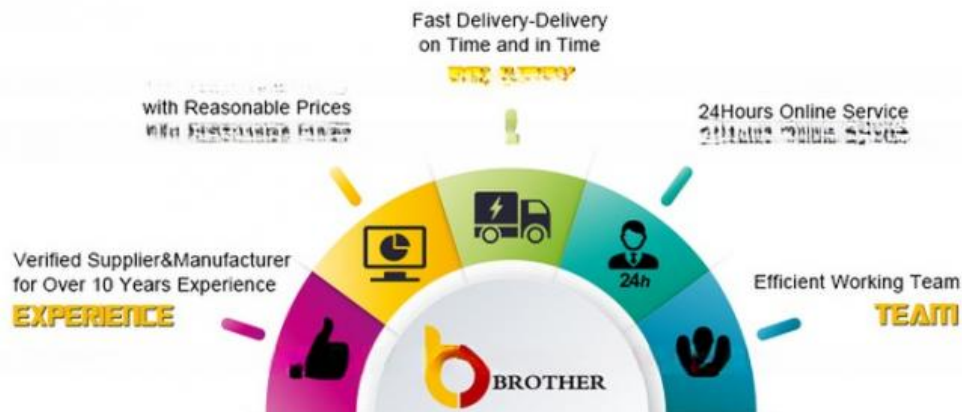 Fast Delivery-Delivery
on Time and in Time
with Reasonable Prices
24Hours Online Service
Verified Supplier&Manufacturer
for Over 10 Years Experience
EXPERIENCE
24h
Efficient Working Team
TEAM
BROTHER